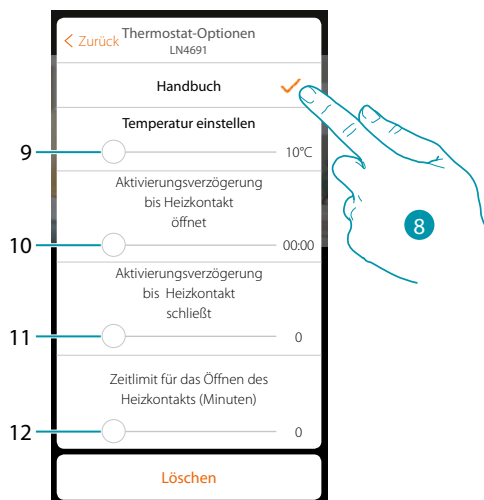 Zurück
Thermostat-Optionen
LN4691
Handbuch
Temperatur einstellen
9
10°C
Aktivierungsverzögerung
bis Heizkontakt
öffnet
10
00:00
Aktivierungsverzögerung
bis Heizkontakt
schließt
11
0
Zeitlimit für das Öffnen des
Heizkontakts (Minuten)
12
0
Löschen
8